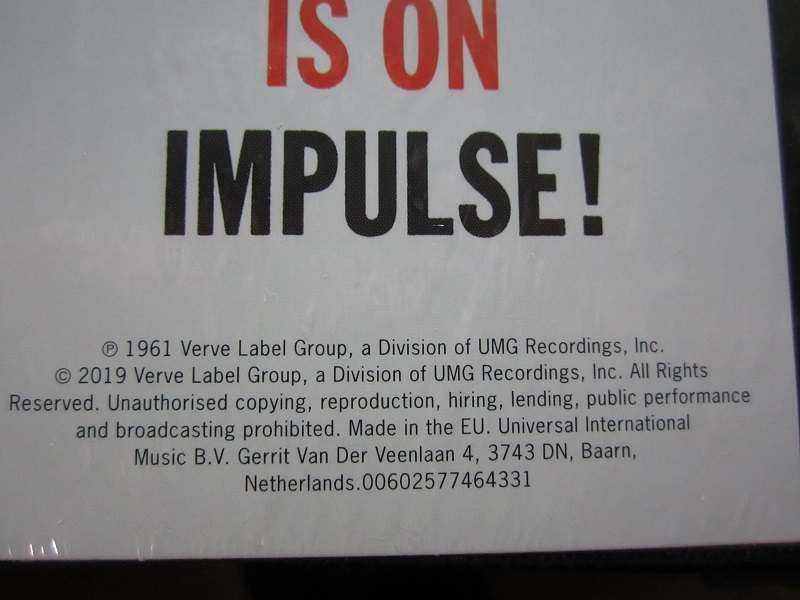 IS ON
IMPULSE!
℗ 1961 Verve Label Group, a Division of UMG Recordings, Inc.
© 2019 Verve Label Group, a Division of UMG Recordings, Inc. All Rights
Reserved. Unauthorised copying, reproduction, hiring, lending, public performance
and broadcasting prohibited. Made in the EU. Universal International
Music B.V. Gerrit Van Der Veenlaan 4, 3743 DN, Baarn,
Netherlands.00602577464331